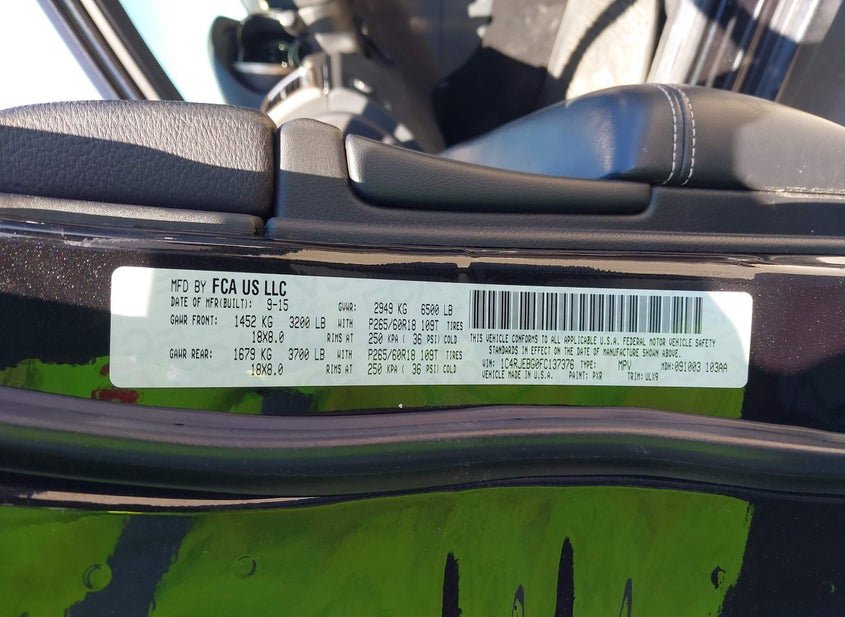 MFD BY FCA US LLC
DATE OF MFR(BUILT): 9-15 GVWR: 2949 KG 6500 LB
GAWR FRONT: 1452 KG 3200 LB WITH P265/60R18 109T TIRES
18X8.0 RIMS AT 250 KPA ( 36 PSI) COLD
GAWR REAR: 1679 KG 3700 LB WITH P265/60R18 109T TIRES
18X8.0 RIMS AT 250 KPA ( 36 PSI) COLD
THIS VEHICLE CONFORMS TO ALL APPLICABLE U.S.A. FEDERAL MOTOR VEHICLE SAFETY
STANDARDS IN EFFECT ON THE DATE OF MANUFACTURE SHOWN ABOVE.
VIN: 1C4RJEBG0FC137376 TYPE: MPV MDH:091003 103AA
VEHICLE MADE IN U.S.A. PAINT: PXR TRIM: ULX9